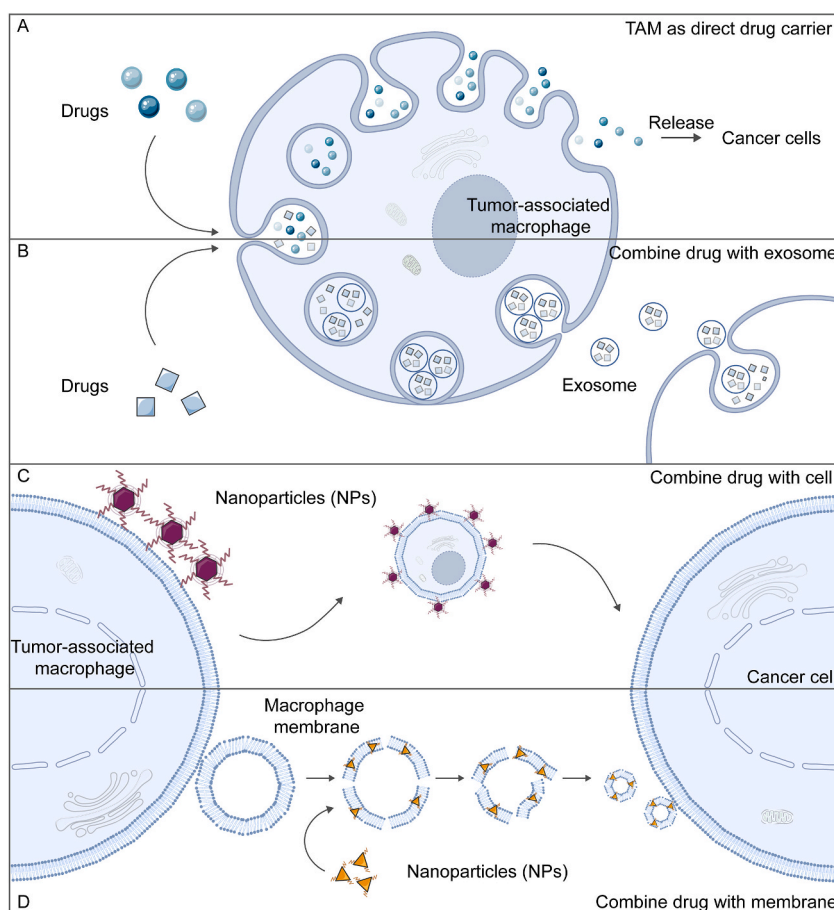 A
TAM as direct drug carrier
Drugs
Release
Cancer cells
Tumor-associated
macrophage
B
Combine drug with exosome
Drugs
Exosome
C
Combine drug with cell
Nanoparticles (NPs)
Tumor-associated
macrophage
Cancer cell
Macrophage
membrane
Nanoparticles (NPs)
D
Combine drug with membrane